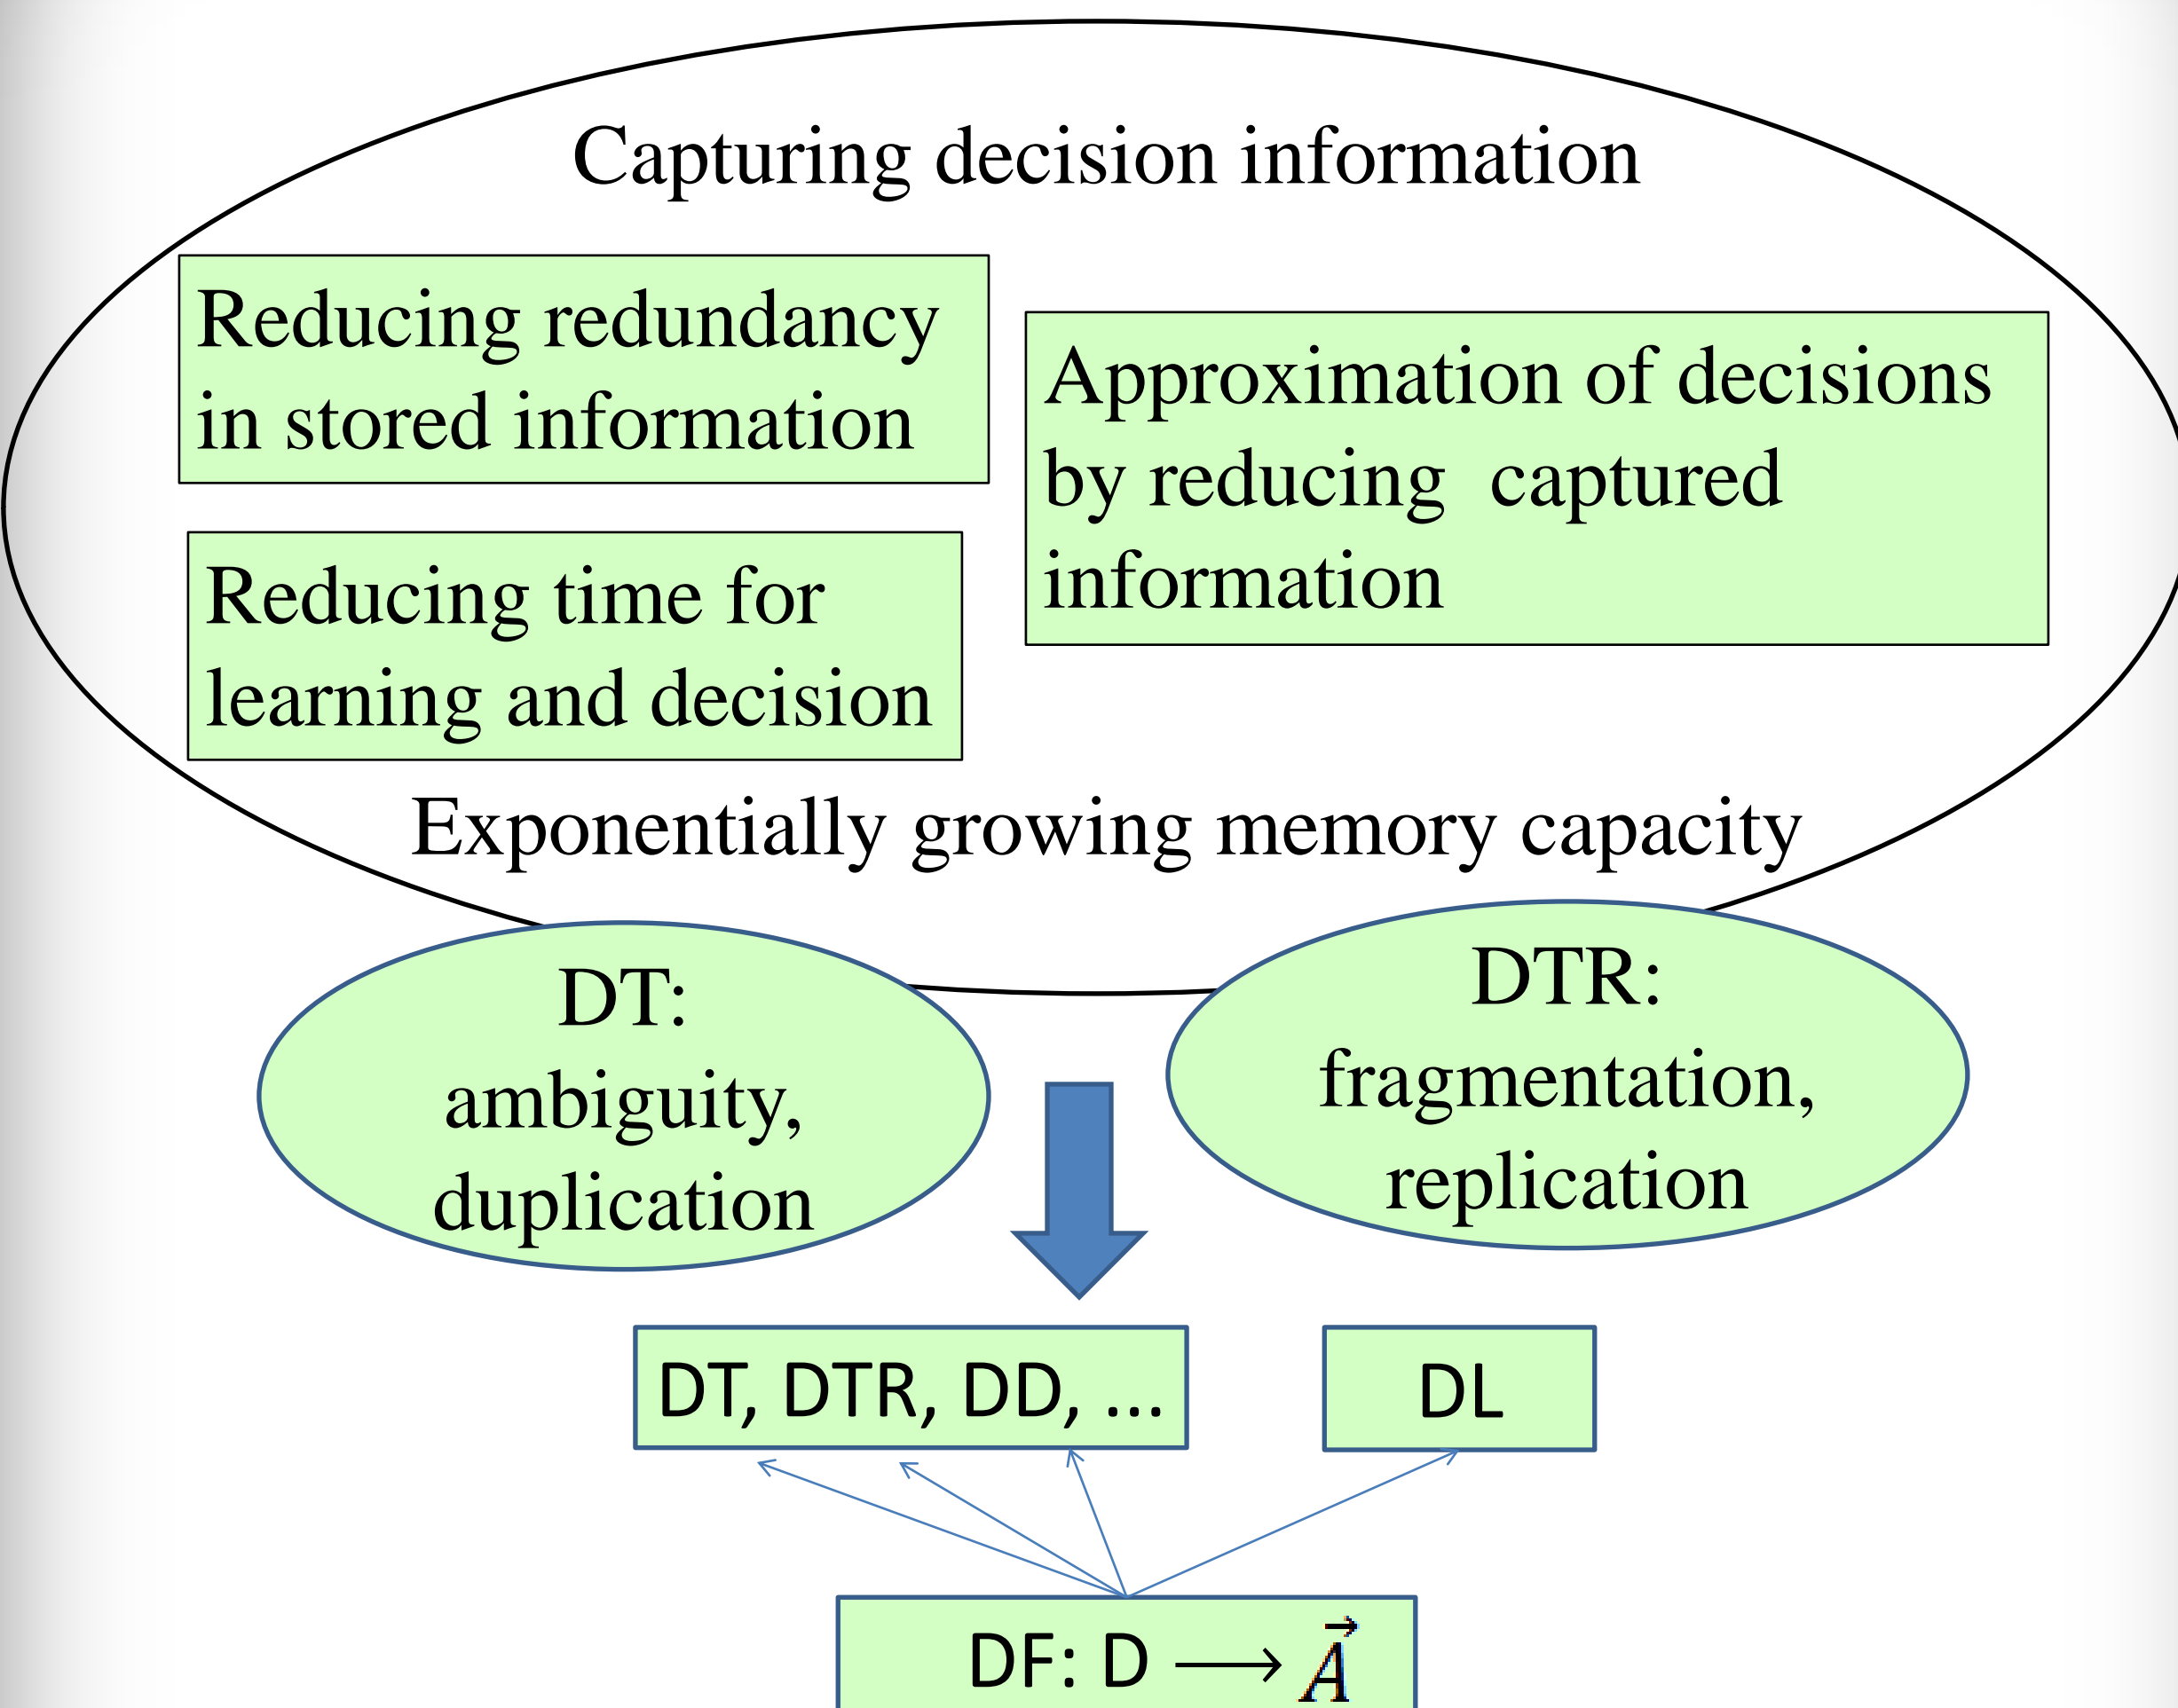 Capturing decision information
Reducing redundancy
in stored information
Approximation of decisions
by reducing captured
information
Reducing time for
learning and decision
Exponentially growing memory capacity
DT:
ambiguity,
duplication
DTR:
fragmentation,
replication
DT, DTR, DD, ...
DL
DF: D ⟶ A⃗